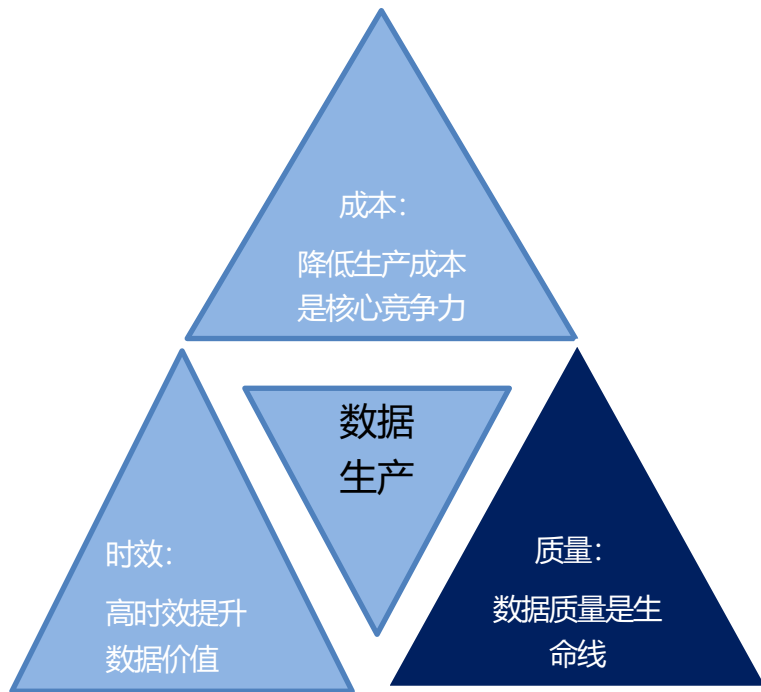 成本：
降低生产成本
是核心竞争力
数据
生产
时效：
高时效提升
数据价值
质量：
数据质量是生
命线